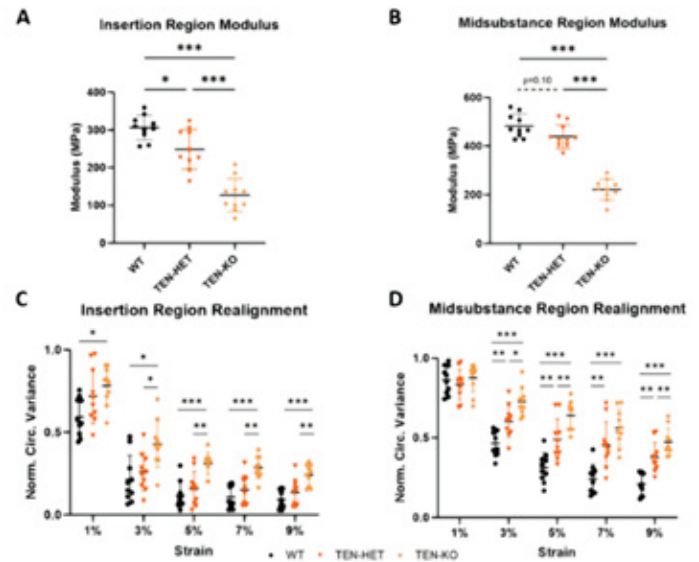 A
Insertion Region Modulus
***
* ***
Modulus (MPa)
400
300
200
100
0
WT
TEN-HET
TEN-KO
B
Midsubstance Region Modulus
***
p=0.10 ***
Modulus (MPa)
600
400
200
0
WT
TEN-HET
TEN-KO
C
Insertion Region Realignment
Norm. Circ. Variance
1.0
0.5
0.0
*
*
*
***
**
***
**
***
**
1% 3% 5% 7% 9%
Strain
D
Midsubstance Region Realignment
Norm. Circ. Variance
1.0
0.5
0.0
***
** *
***
** **
***
**
***
** **
1% 3% 5% 7% 9%
Strain
WT TEN-HET TEN-KO